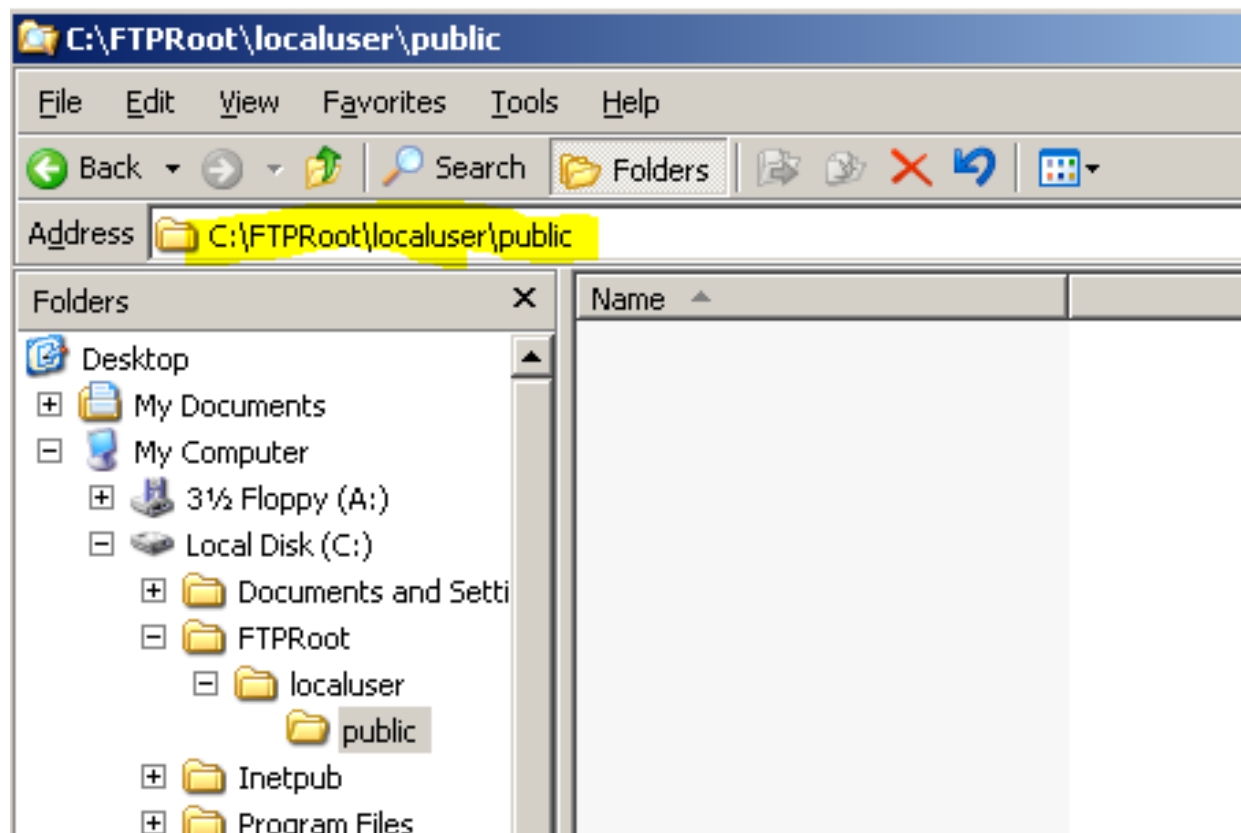 C:\FTPRoot\localuser\public
File Edit View Favorites Tools Help
Back Search Folders
Address C:\FTPRoot\localuser\public
Folders Name
Desktop
My Documents
My Computer
3½ Floppy (A:)
Local Disk (C:)
Documents and Setti
FTPRoot
localuser
public
Inetpub
Program Files